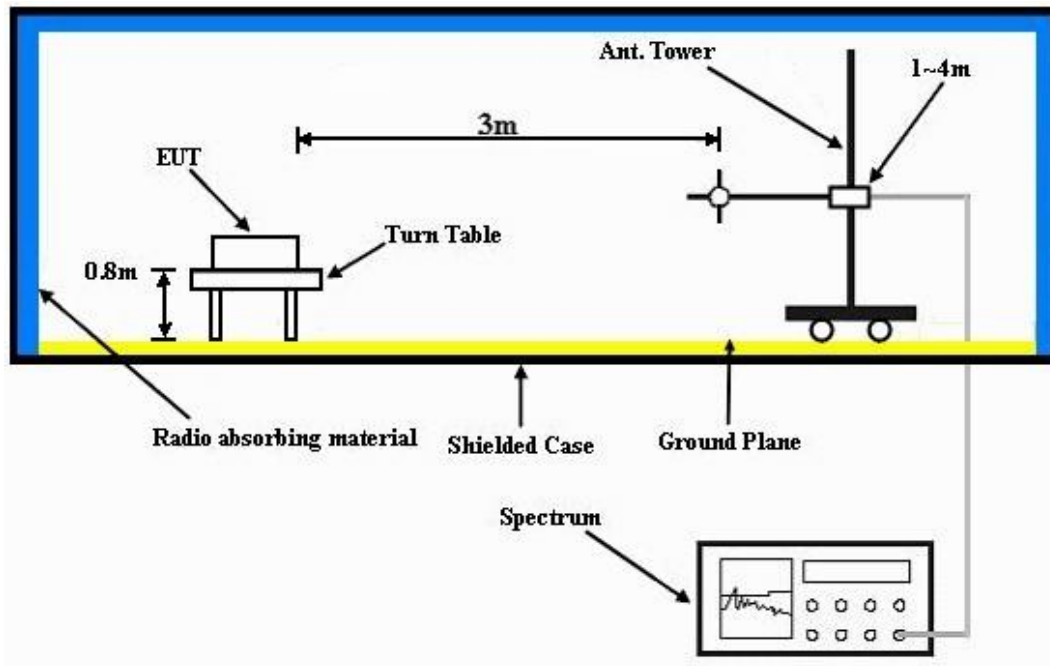 Ant. Tower
1~4m
3m
EUT
Turn Table
0.8m
Radio absorbing material
Shielded Case
Ground Plane
Spectrum